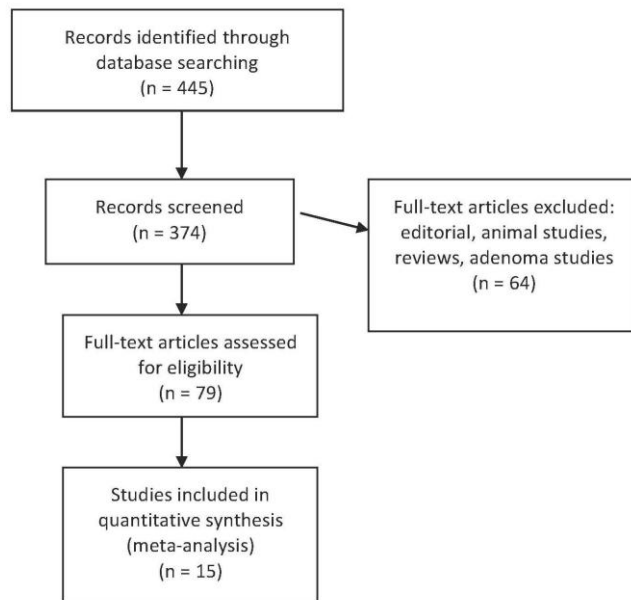 Records identified through
database searching
(n = 445)
Records screened
(n = 374)
Full-text articles excluded:
editorial, animal studies,
reviews, adenoma studies
(n = 64)
Full-text articles assessed
for eligibility
(n = 79)
Studies included in
quantitative synthesis
(meta-analysis)
(n = 15)